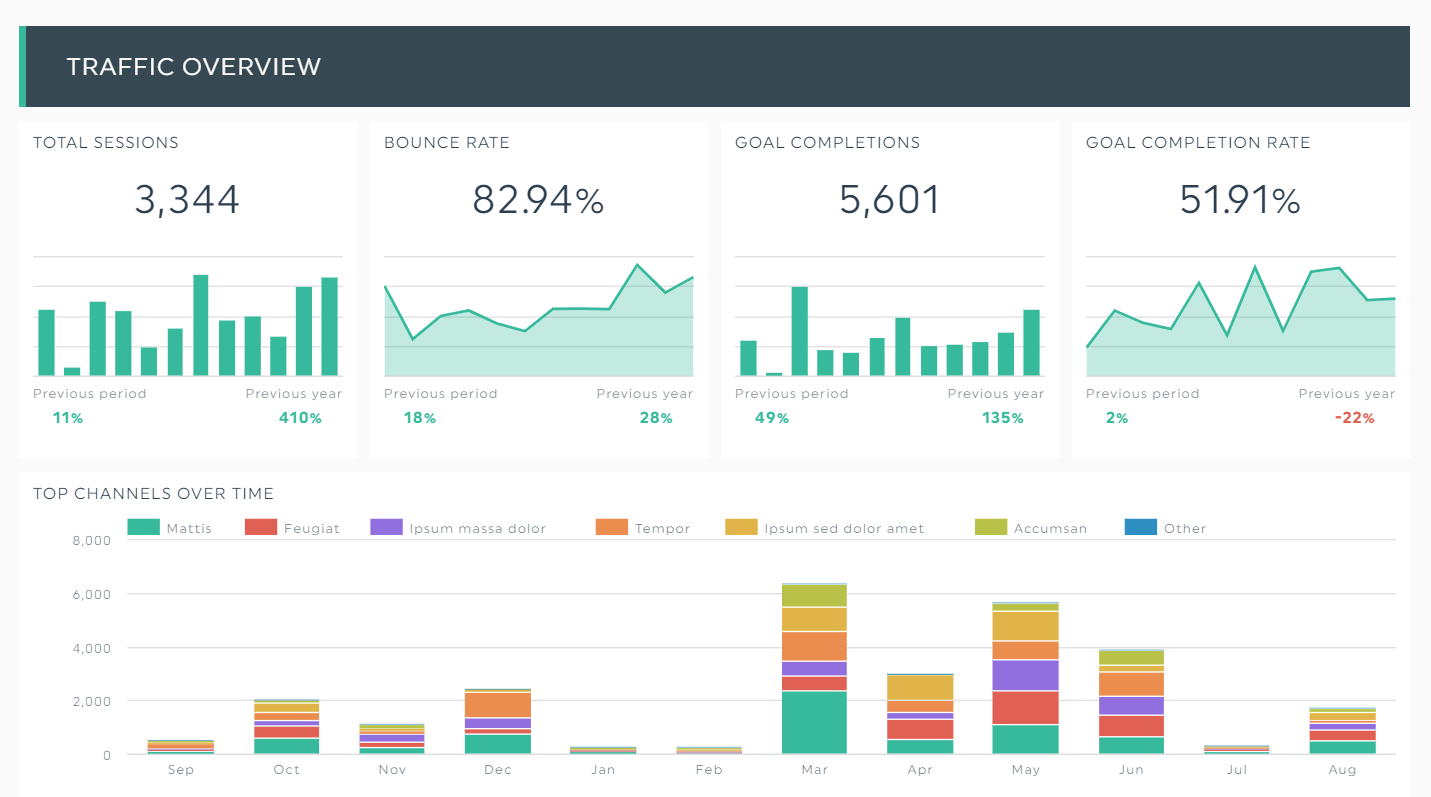 TRAFFIC OVERVIEW
TOTAL SESSIONS
3,344
Previous period Previous year
11% 410%
BOUNCE RATE
82.94%
Previous period Previous year
18% 28%
GOAL COMPLETIONS
5,601
Previous period Previous year
49% 135%
GOAL COMPLETION RATE
51.91%
Previous period Previous year
2% -22%
TOP CHANNELS OVER TIME
Mattis Feugiat Ipsum massa dolor Tempor Ipsum sed dolor amet Accumsan Other
8,000
6,000
4,000
2,000
0
Sep Oct Nov Dec Jan Feb Mar Apr May Jun Jul Aug